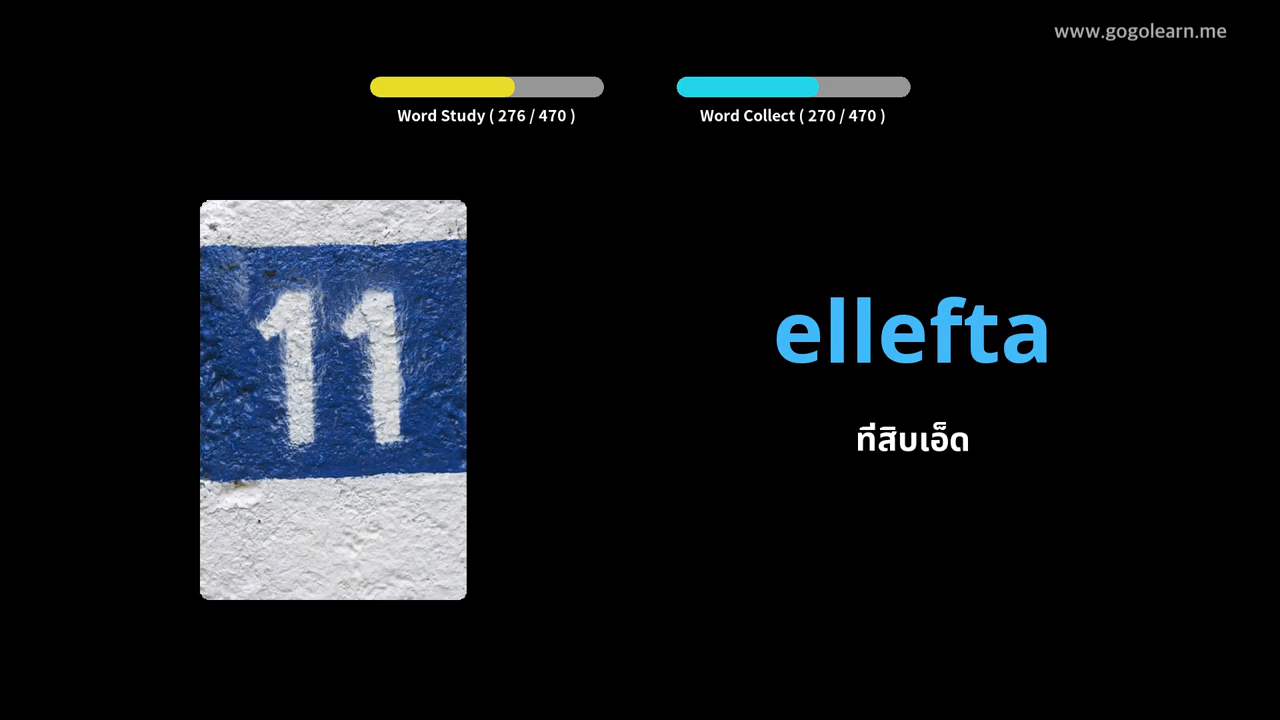 www.gogolearn.me
Word Study ( 276 / 470 )
Word Collect ( 270 / 470 )
11
ellefta
ที่สิบเอ็ด